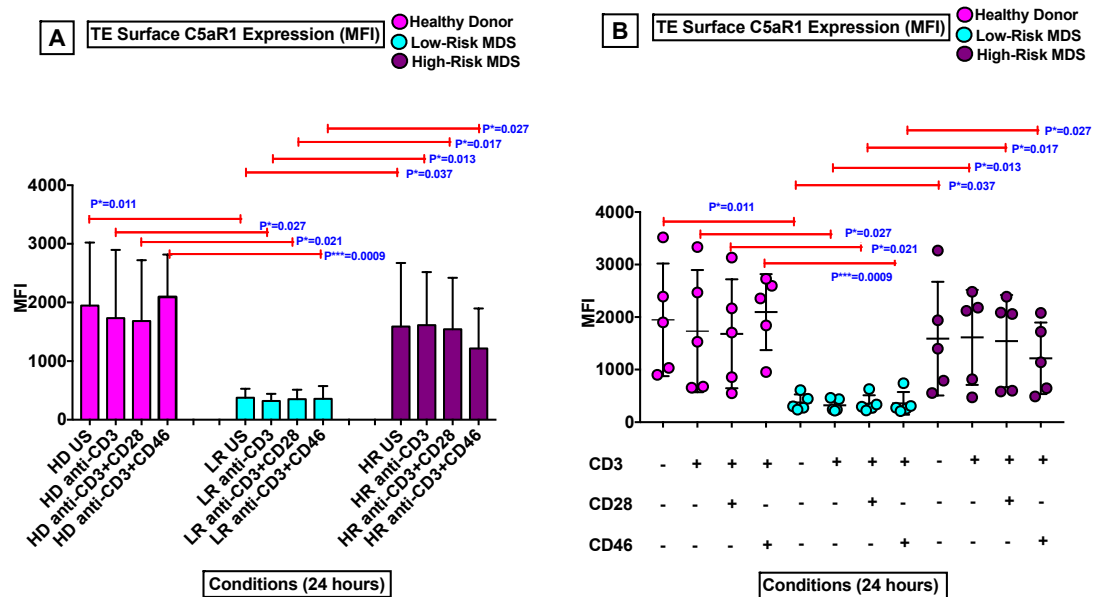 A
TE Surface C5aR1 Expression (MFI)
Healthy Donor
Low-Risk MDS
High-Risk MDS
P*=0.027
P*=0.017
P*=0.013
P*=0.037
P*=0.011
P*=0.027
P*=0.021
P***=0.0009
MFI
4000
3000
2000
1000
0
HD US
HD anti-CD3
HD anti-CD3+CD28
HD anti-CD3+CD46
LR US
LR anti-CD3
LR anti-CD3+CD28
LR anti-CD3+CD46
HR US
HR anti-CD3
HR anti-CD3+CD28
HR anti-CD3+CD46
Conditions (24 hours)
B
TE Surface C5aR1 Expression (MFI)
Healthy Donor
Low-Risk MDS
High-Risk MDS
P*=0.027
P*=0.017
P*=0.013
P*=0.037
P*=0.011
P*=0.027
P*=0.021
P***=0.0009
MFI
4000
3000
2000
1000
0
CD3 - + + + - + + + - + + +
CD28 - - + - - - + - - - + -
CD46 - - - + - - - + - - - +
Conditions (24 hours)